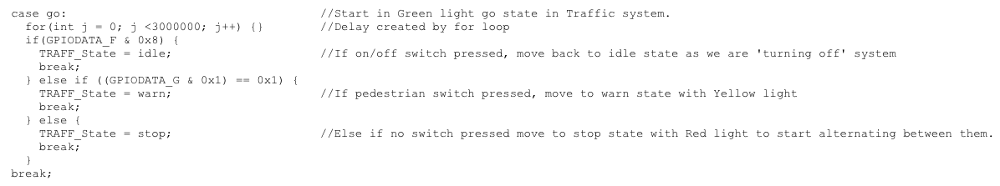 case go:                                      //Start in Green light go state in Traffic system.
  for(int j = 0; j <3000000; j++) {}          //Delay created by for loop
  if(GPIODATA_F & 0x8) {
    TRAFF_State = idle;                       //If on/off switch pressed, move back to idle state as we are 'turning off' system
    break;
  } else if ((GPIODATA_G & 0x1) == 0x1) {
    TRAFF_State = warn;                       //If pedestrian switch pressed, move to warn state with Yellow light
    break;
  } else {
    TRAFF_State = stop;                       //Else if no switch pressed move to stop state with Red light to start alternating between them.
    break;
  }
break;